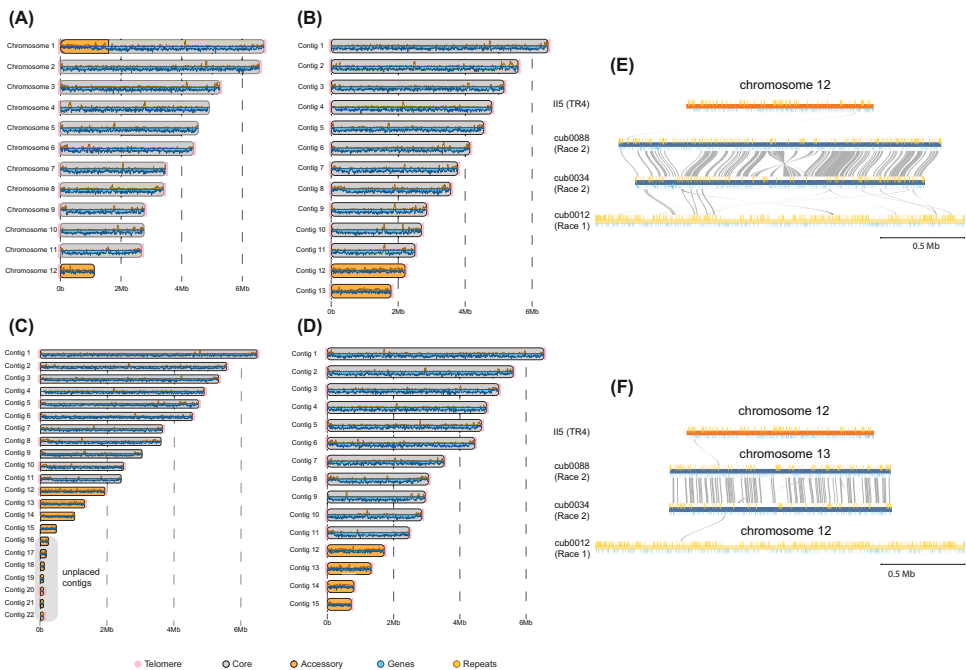 (A)
Chromosome 1
Chromosome 2
Chromosome 3
Chromosome 4
Chromosome 5
Chromosome 6
Chromosome 7
Chromosome 8
Chromosome 9
Chromosome 10
Chromosome 11
Chromosome 12
0b 2Mb 4Mb 6Mb
(B)
Contig 1
Contig 2
Contig 3
Contig 4
Contig 5
Contig 6
Contig 7
Contig 8
Contig 9
Contig 10
Contig 11
Contig 12
Contig 13
0b 2Mb 4Mb 6Mb
(C)
Contig 1
Contig 2
Contig 3
Contig 4
Contig 5
Contig 6
Contig 7
Contig 8
Contig 9
Contig 10
Contig 11
Contig 12
Contig 13
Contig 14
Contig 15
Contig 16
Contig 17
Contig 18
Contig 19
Contig 20
Contig 21
Contig 22
unplaced
contigs
0b 2Mb 4Mb 6Mb
(D)
Contig 1
Contig 2
Contig 3
Contig 4
Contig 5
Contig 6
Contig 7
Contig 8
Contig 9
Contig 10
Contig 11
Contig 12
Contig 13
Contig 14
Contig 15
0b 2Mb 4Mb 6Mb
(E)
chromosome 12
II5 (TR4)
cub0088
(Race 2)
cub0034
(Race 2)
cub0012
(Race 1)
0.5 Mb
(F)
chromosome 12
II5 (TR4)
chromosome 13
cub0088
(Race 2)
cub0034
(Race 2)
chromosome 12
cub0012
(Race 1)
0.5 Mb
Telomere Core Accessory Genes Repeats